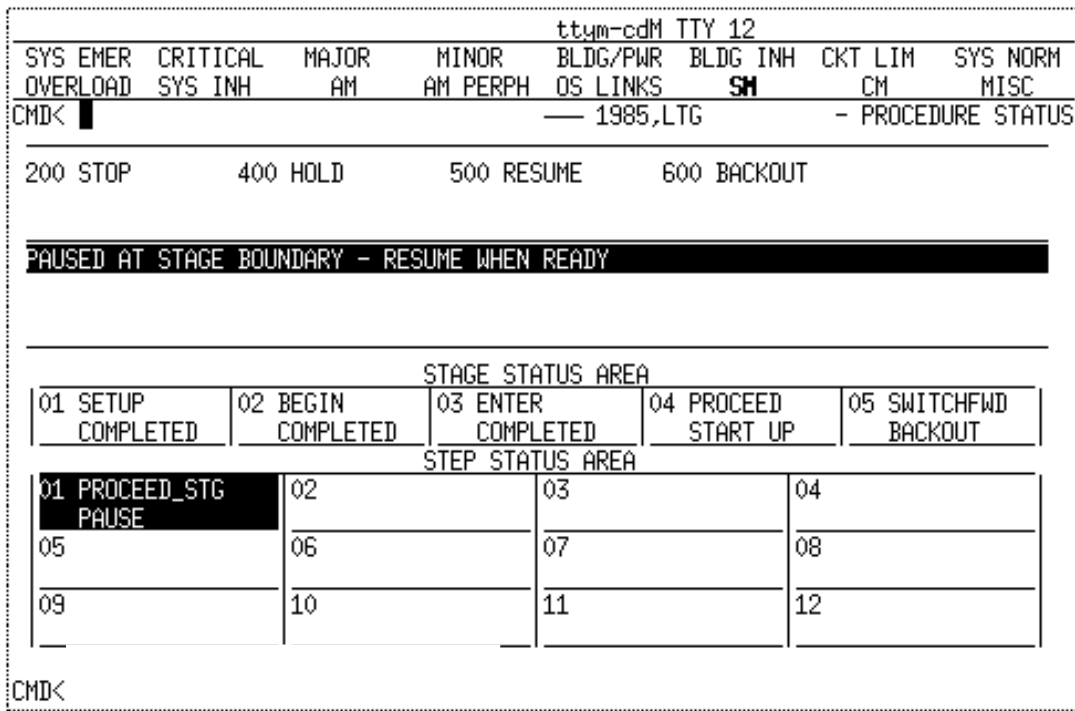 ttym-cdM TTY 12
SYS EMER CRITICAL MAJOR MINOR BLDG/PWR BLDG INH CKT LIM SYS NORM
OVERLOAD SYS INH AM AM PERPH OS LINKS SM CM MISC
CMD< –– 1985,LTG - PROCEDURE STATUS
200 STOP 400 HOLD 500 RESUME 600 BACKOUT
PAUSED AT STAGE BOUNDARY - RESUME WHEN READY
STAGE STATUS AREA
01 SETUP 02 BEGIN 03 ENTER 04 PROCEED 05 SWITCHFWD
COMPLETED COMPLETED COMPLETED START UP BACKOUT
STEP STATUS AREA
01 PROCEED_STG 02 03 04
PAUSE
05 06 07 08
09 10 11 12
CMD<